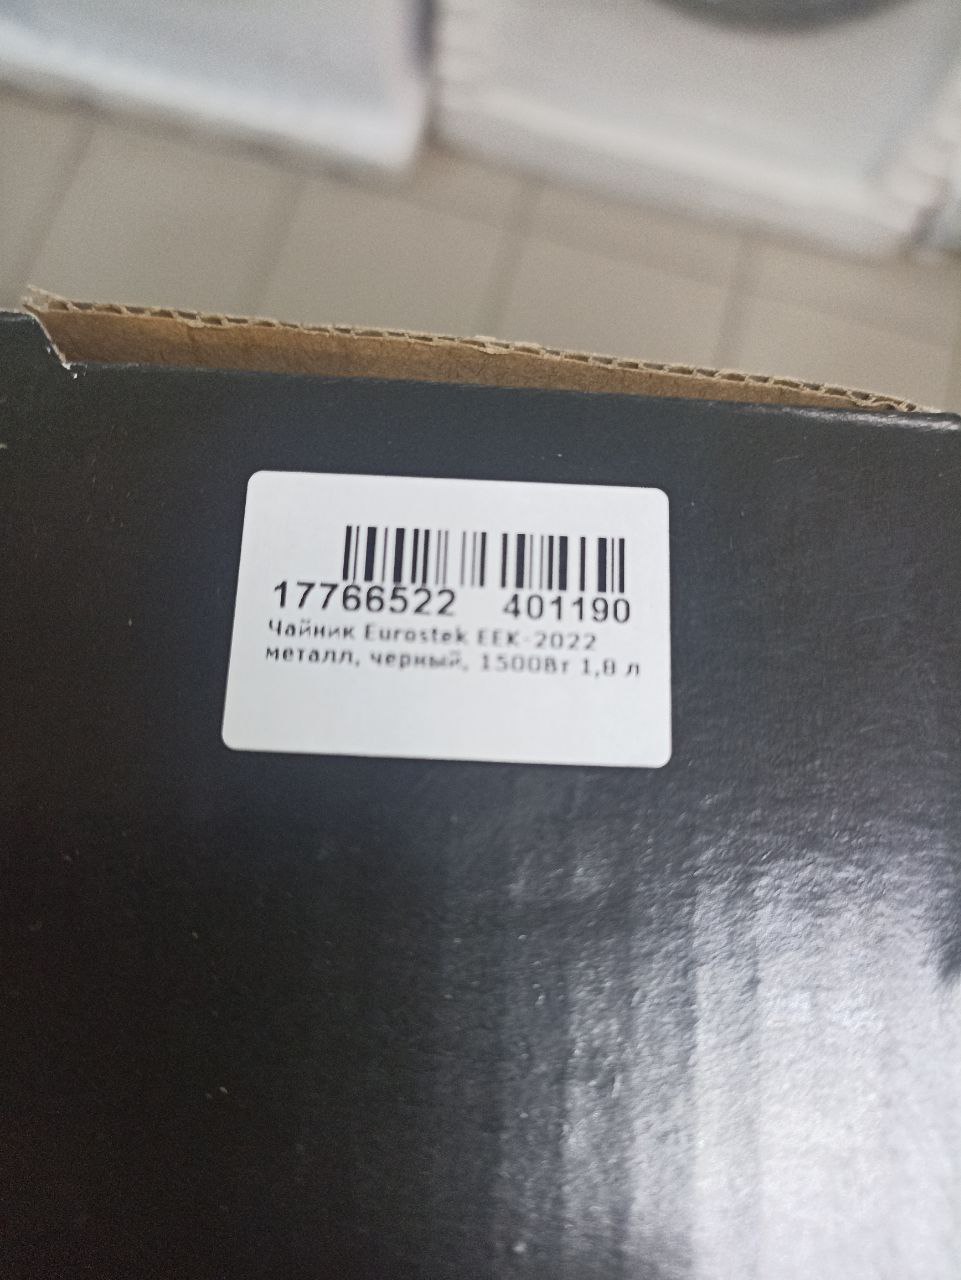 17766522 401190
Чайник Eurostek EEK-2022
металл, черный, 1500Вт 1,8 л